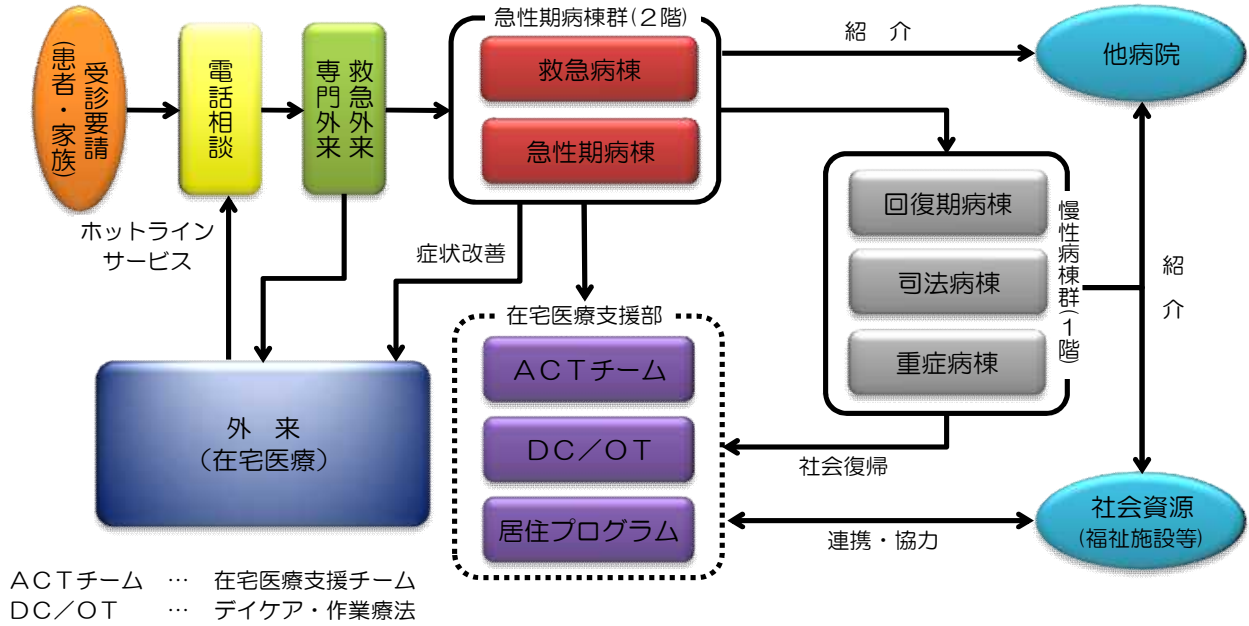 受診要請
(患者・家族)
電話相談
救急外来
専門外来
急性期病棟群(2階)
救急病棟
急性期病棟
紹 介
他病院
回復期病棟
司法病棟
重症病棟
慢性病棟群(1階)
紹 介
ホットライン
サービス
症状改善
外 来
(在宅医療)
在宅医療支援部
ACTチーム
DC/OT
居住プログラム
社会復帰
連携・協力
社会資源
(福祉施設等)
ACTチーム … 在宅医療支援チーム
DC/OT … デイケア・作業療法